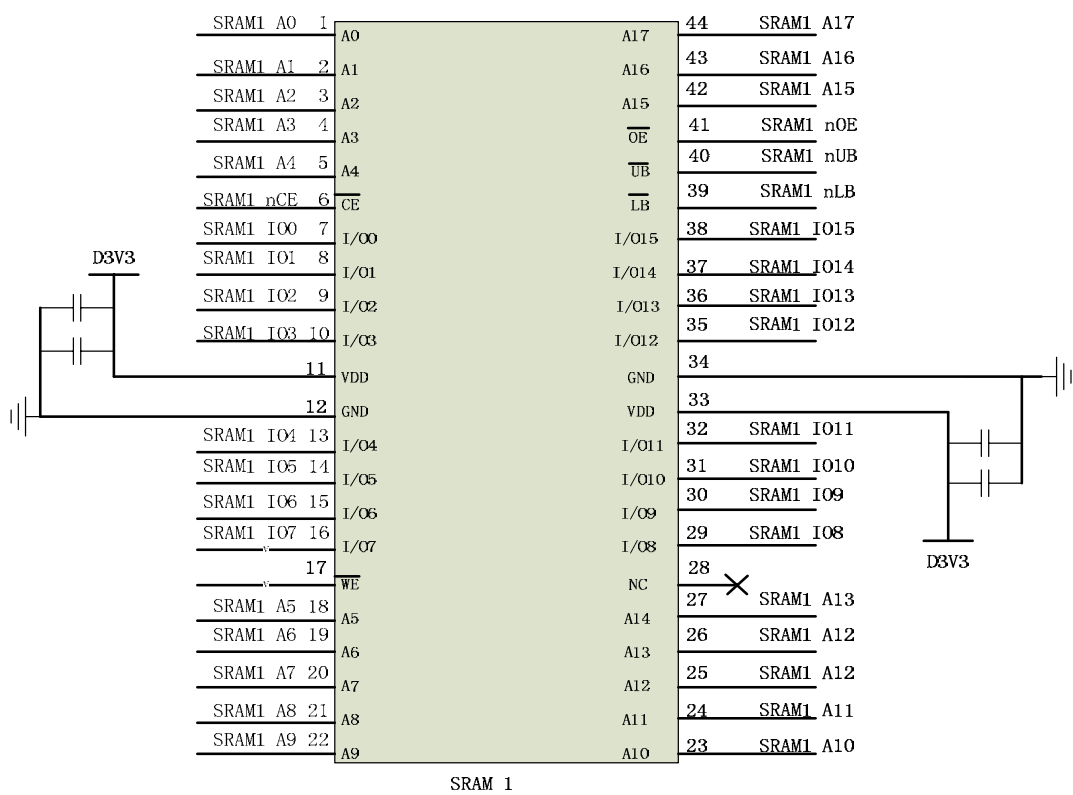 SRAM1 A0 1 A0 A17 44 SRAM1 A17
SRAM1 A1 2 A1 A16 43 SRAM1 A16
SRAM1 A2 3 A2 A15 42 SRAM1 A15
SRAM1 A3 4 A3 OE 41 SRAM1 nOE
SRAM1 A4 5 A4 UB 40 SRAM1 nUB
SRAM1 nCE 6 CE LB 39 SRAM1 nLB
SRAM1 IO0 7 I/O0 I/O15 38 SRAM1 IO15
D3V3
SRAM1 IO1 8 I/O1 I/O14 37 SRAM1 IO14
SRAM1 IO2 9 I/O2 I/O13 36 SRAM1 IO13
SRAM1 IO3 10 I/O3 I/O12 35 SRAM1 IO12
11 VDD GND 34
12 GND VDD 33
SRAM1 IO4 13 I/O4 I/O11 32 SRAM1 IO11
SRAM1 IO5 14 I/O5 I/O10 31 SRAM1 IO10
SRAM1 IO6 15 I/O6 I/O9 30 SRAM1 IO9
SRAM1 IO7 16 I/O7 I/O8 29 SRAM1 IO8
D3V3
17 WE NC 28
SRAM1 A5 18 A5 A14 27 SRAM1 A13
SRAM1 A6 19 A6 A13 26 SRAM1 A12
SRAM1 A7 20 A7 A12 25 SRAM1 A12
SRAM1 A8 21 A8 A11 24 SRAM1 A11
SRAM1 A9 22 A9 A10 23 SRAM1 A10
SRAM 1